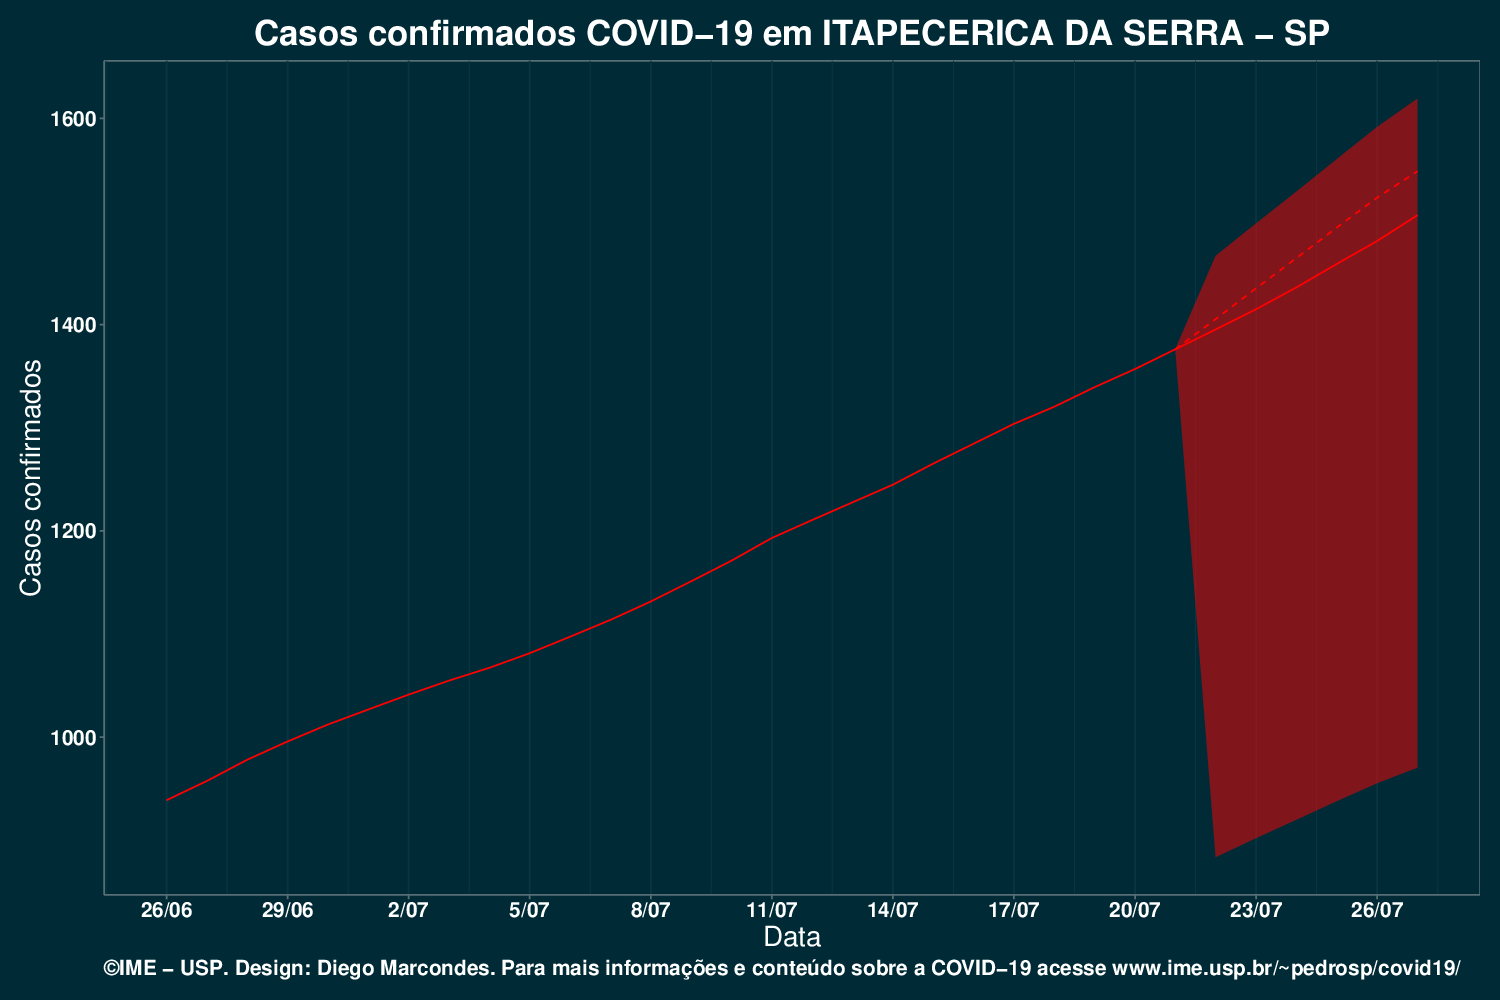 Casos confirmados COVID−19 em ITAPECERICA DA SERRA − SP
1600
1400
1200
1000
Casos confirmados
26/06 29/06 2/07 5/07 8/07 11/07 14/07 17/07 20/07 23/07 26/07
Data
©IME − USP. Design: Diego Marcondes. Para mais informações e conteúdo sobre a COVID−19 acesse www.ime.usp.br/~pedrosp/covid19/